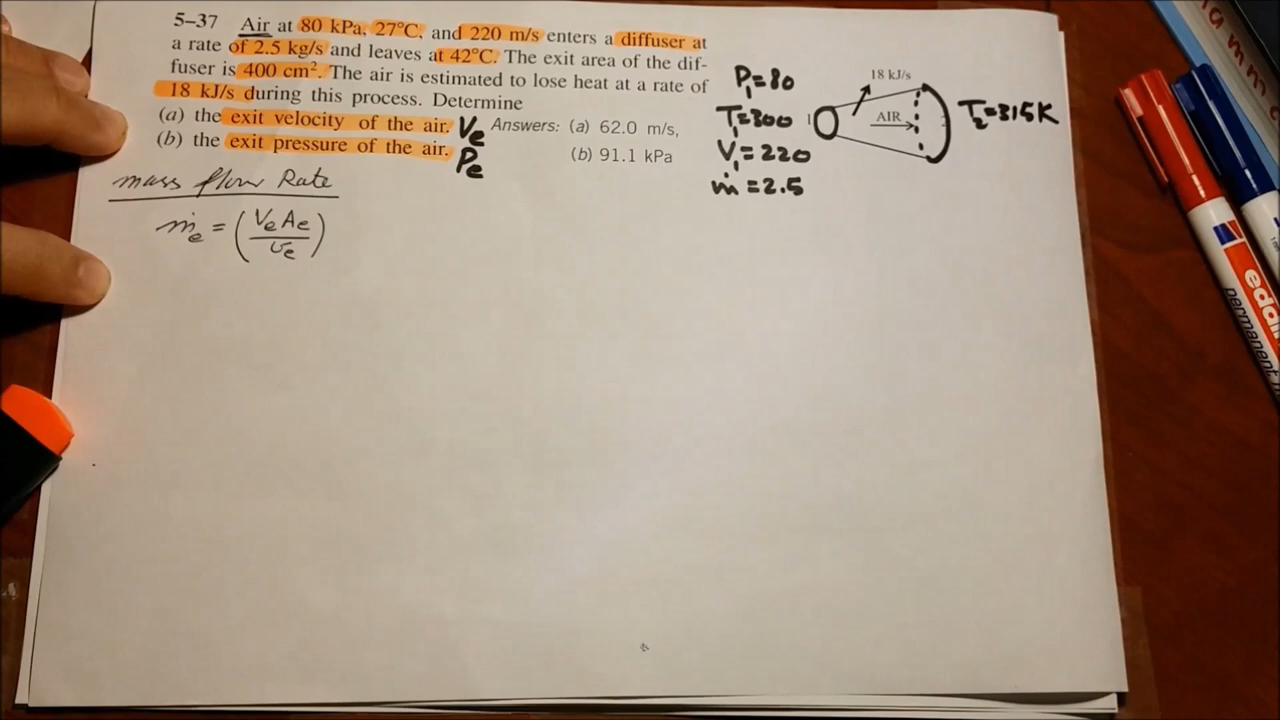 5–37 Air at 80 kPa, 27°C, and 220 m/s enters a diffuser at
a rate of 2.5 kg/s and leaves at 42°C. The exit area of the dif-
fuser is 400 cm². The air is estimated to lose heat at a rate of
18 kJ/s during this process. Determine
(a) the exit velocity of the air. Ve Answers: (a) 62.0 m/s,
(b) the exit pressure of the air. Pe (b) 91.1 kPa
P₁=80
T₁=300
V₁=220
ṁ=2.5
18 kJ/s
1
AIR
T₂=315K
mass flow Rate
ṁe = (VeAe/ve)
edding
permanent